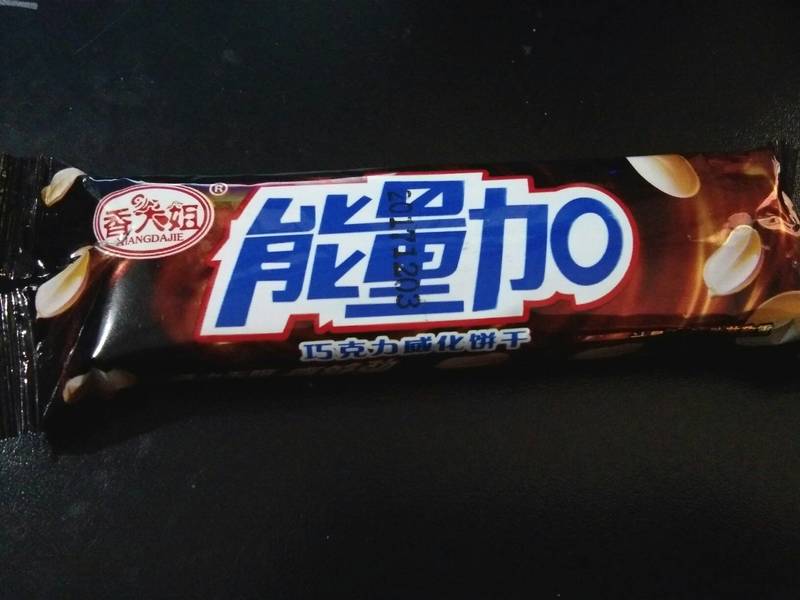 香大姐®
XIANGDAJIE
能量加
20171203
巧克力威化饼干